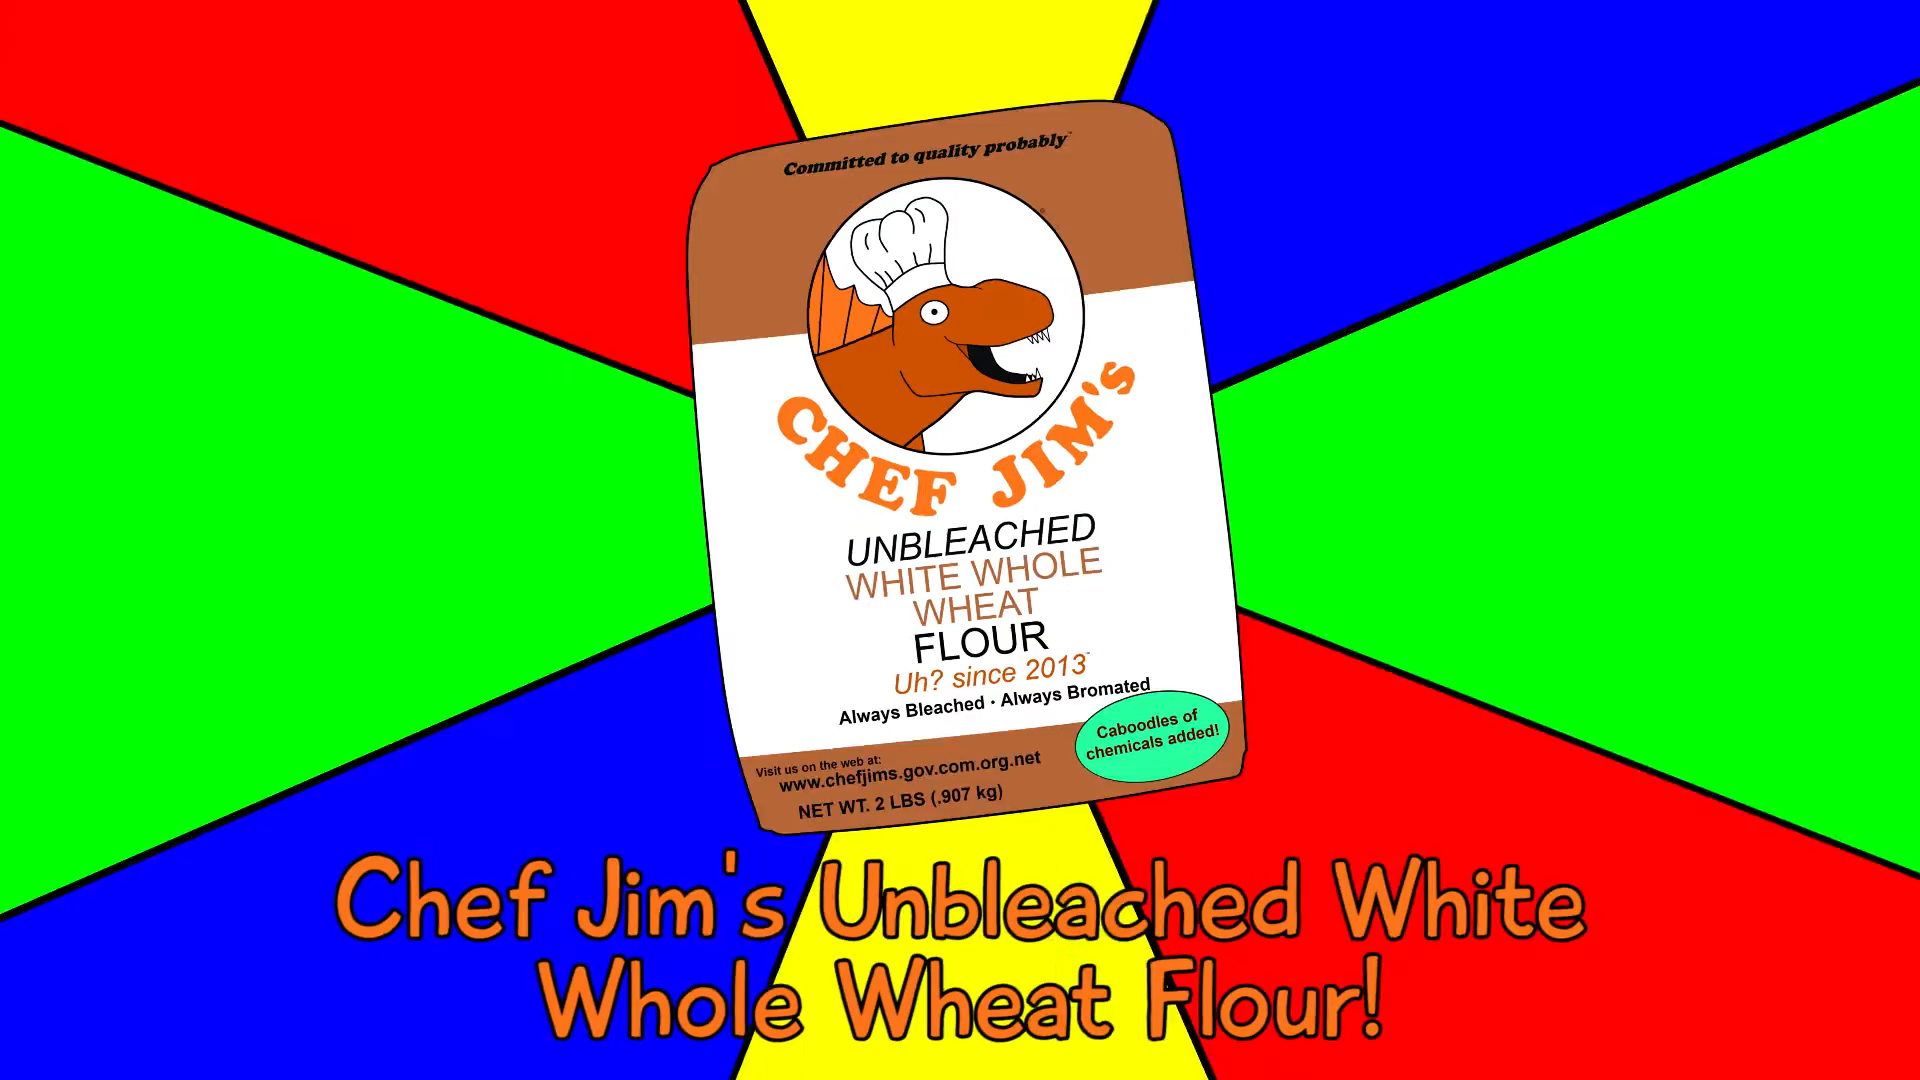 Committed to quality probably™
CHEF JIM'S
UNBLEACHED
WHITE WHOLE
WHEAT
FLOUR
Uh? since 2013™
Always Bleached · Always Bromated
Caboodles of
chemicals added!
Visit us on the web at:
www.chefjims.gov.com.org.net
NET WT. 2 LBS (.907 kg)
Chef Jim's Unbleached White
Whole Wheat Flour!